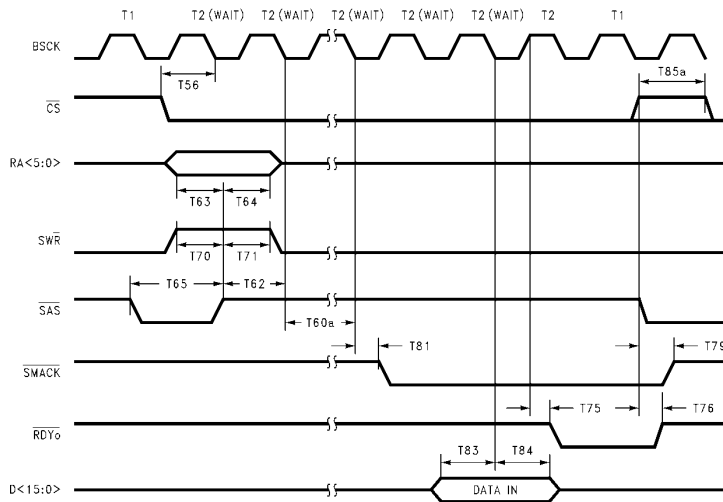 T1 T2 (WAIT) T2 (WAIT) T2 (WAIT) T2 (WAIT) T2 (WAIT) T2 T1
BSCK
T56
T85a
CS
RA<5:0>
T63 T64
SWR
T70 T71
T65 T62
SAS
T60a
T81
T79
SMACK
T75 T76
RDYo
T83 T84
D<15:0>
DATA IN